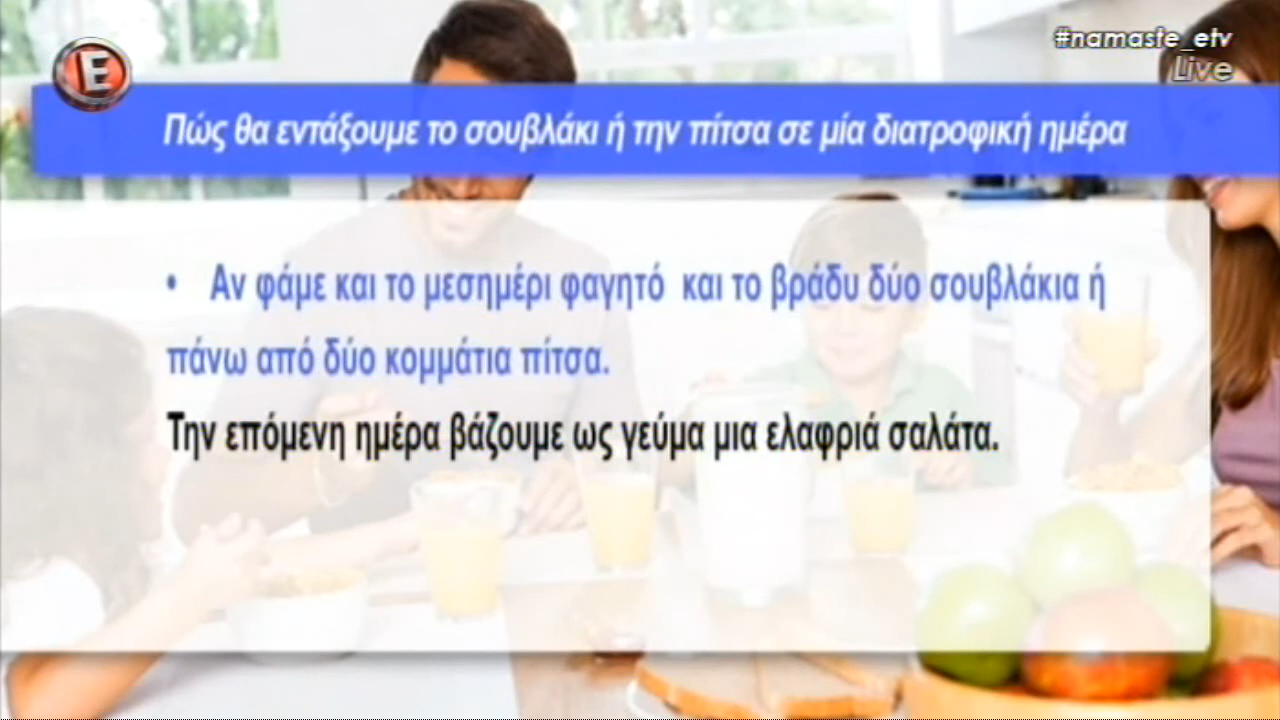 #namaste_etv
Live
E
Πώς θα εντάξουμε το σουβλάκι ή την πίτσα σε μία διατροφική ημέρα
• Αν φάμε και το μεσημέρι φαγητό και το βράδυ δύο σουβλάκια ή
πάνω από δύο κομμάτια πίτσα.
Την επόμενη ημέρα βάζουμε ως γεύμα μια ελαφριά σαλάτα.